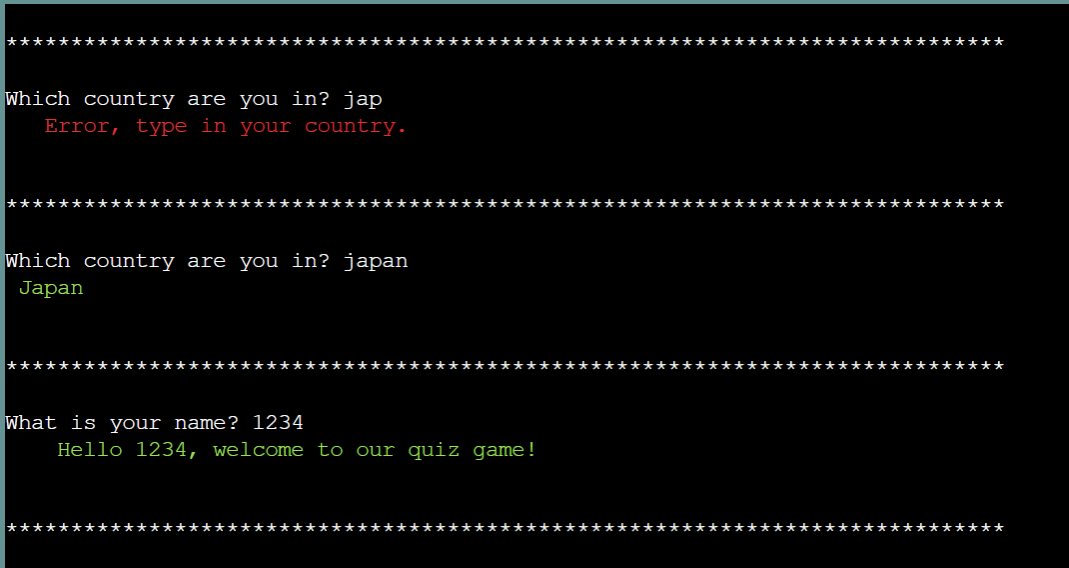 *****************************************************************************
Which country are you in? jap
Error, type in your country.
*****************************************************************************
Which country are you in? japan
Japan
*****************************************************************************
What is your name? 1234
Hello 1234, welcome to our quiz game!
*****************************************************************************